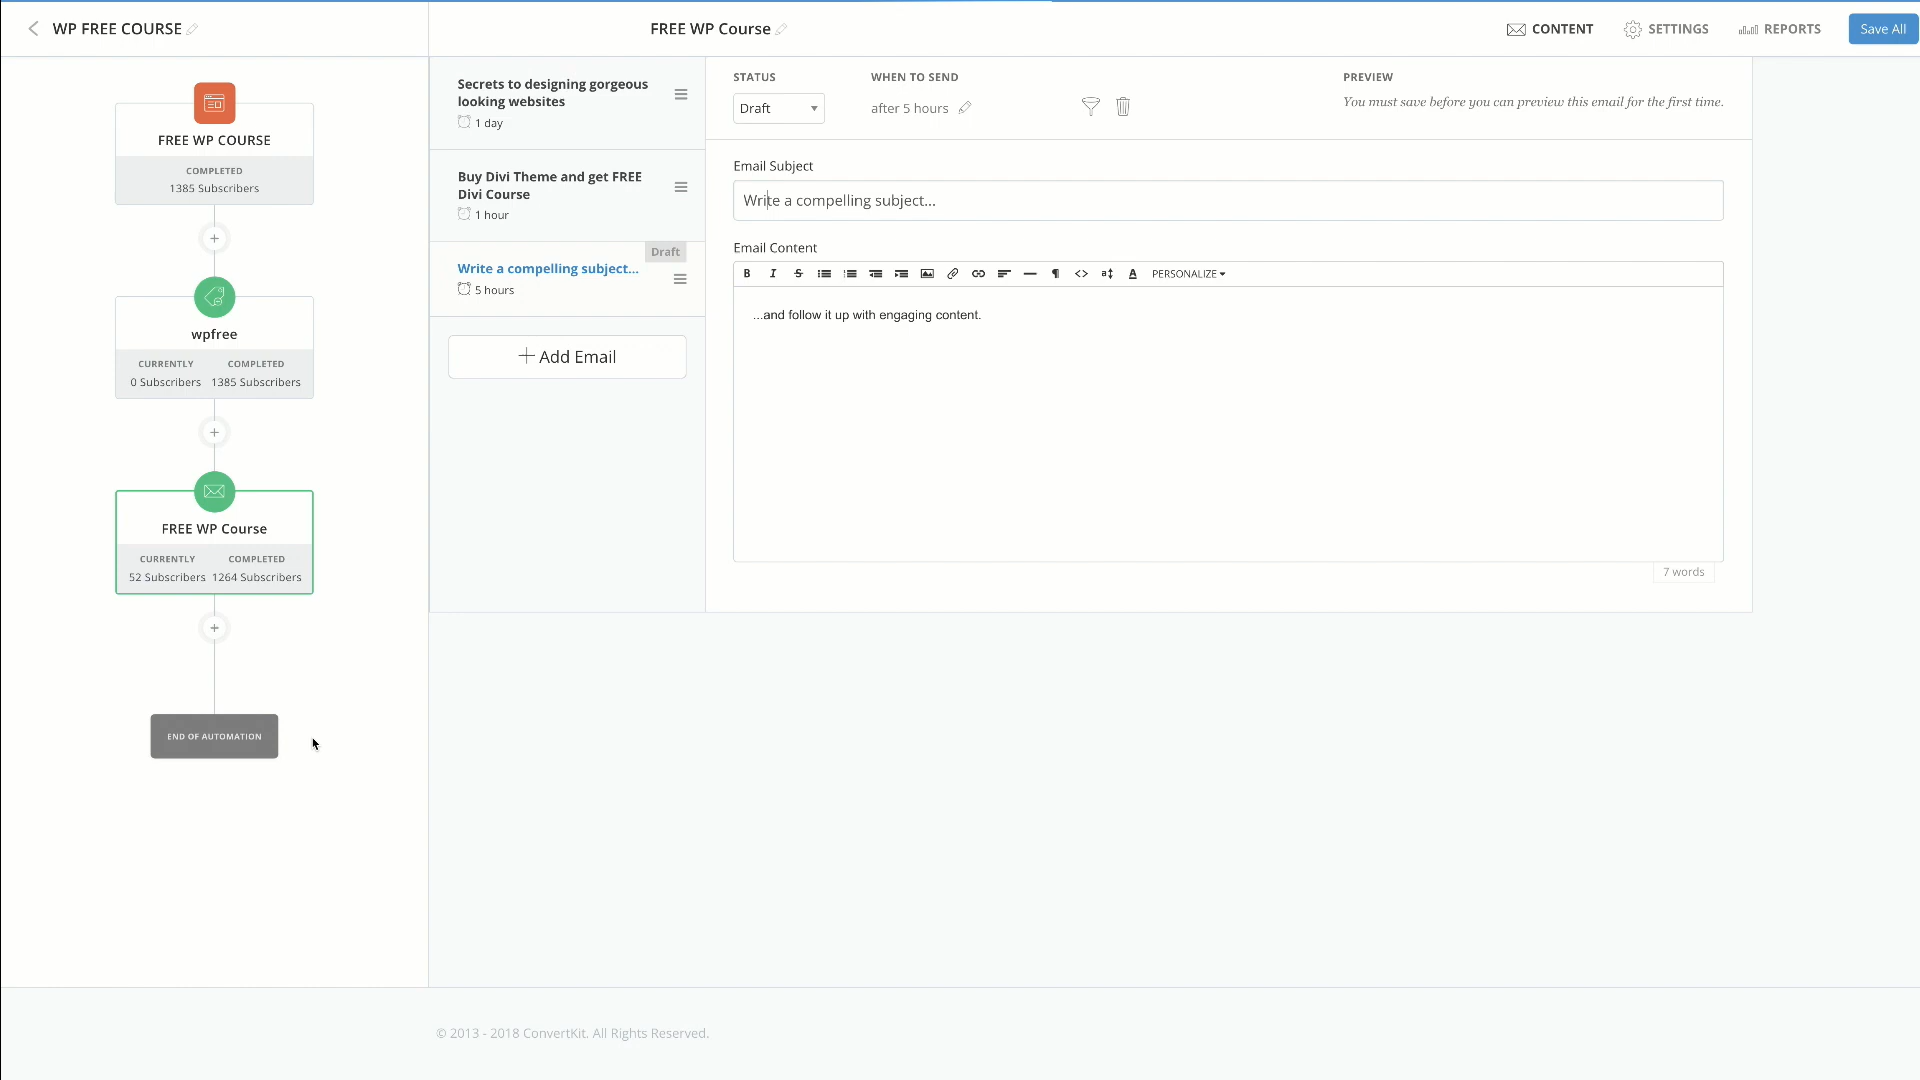 WP FREE COURSE
FREE WP Course
CONTENT
SETTINGS
REPORTS
Save All
FREE WP COURSE
COMPLETED
1385 Subscribers
+
wpfree
CURRENTLY COMPLETED
0 Subscribers 1385 Subscribers
+
FREE WP Course
CURRENTLY COMPLETED
52 Subscribers 1264 Subscribers
+
END OF AUTOMATION
Secrets to designing gorgeous
looking websites
1 day
Buy Divi Theme and get FREE
Divi Course
1 hour
Draft
Write a compelling subject...
5 hours
+ Add Email
STATUS
Draft
WHEN TO SEND
after 5 hours
PREVIEW
You must save before you can preview this email for the first time.
Email Subject
Write a compelling subject...
Email Content
B I S ¶ <> A PERSONALIZE
...and follow it up with engaging content.
7 words
© 2013 - 2018 ConvertKit. All Rights Reserved.